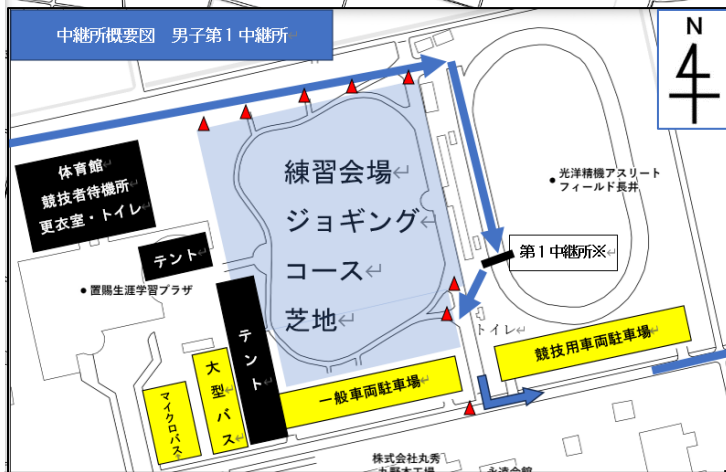 中継所概要図　男子第１中継所
N
体育館
競技者待機所
更衣室・トイレ
テント
置賜生涯学習プラザ
練習会場
ジョギング
コース
芝地
光洋精機アスリート
フィールド長井
第１中継所※
トイレ
競技用車両駐車場
一般車両駐車場
テント
大型バス
マイクロバス
株式会社丸秀